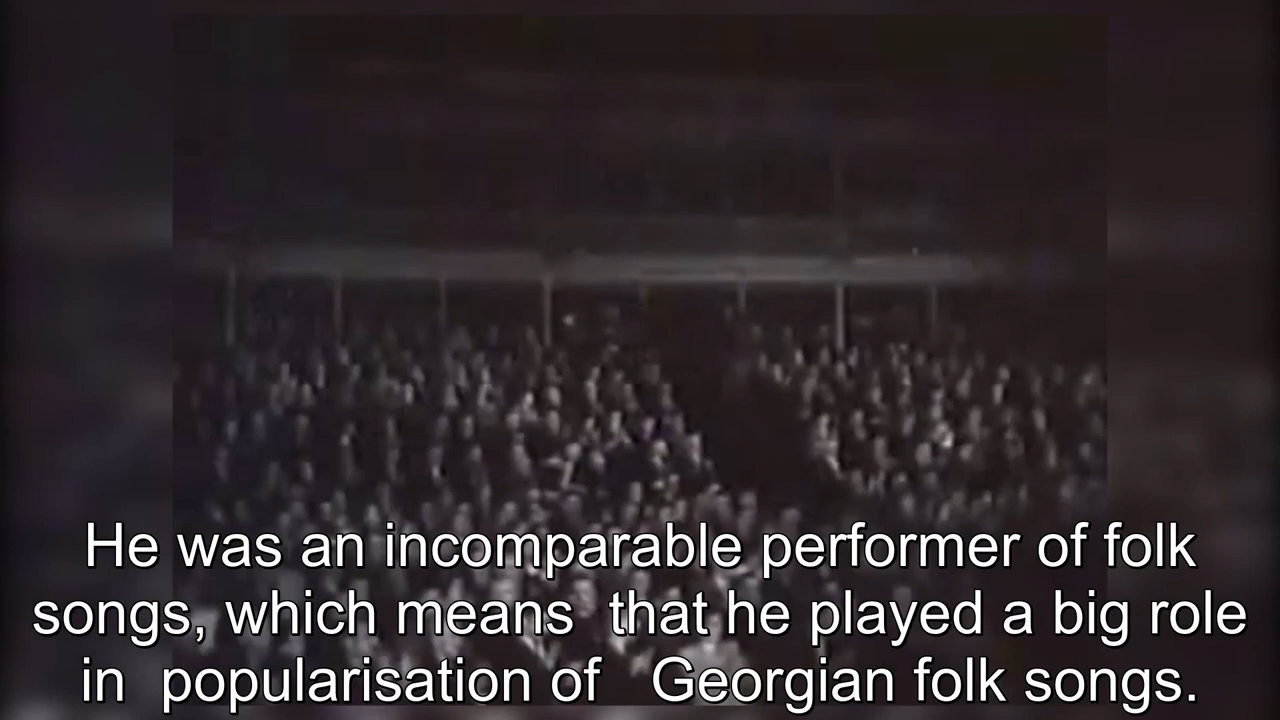 He was an incomparable performer of folk
songs, which means  that he played a big role
in  popularisation of   Georgian folk songs.